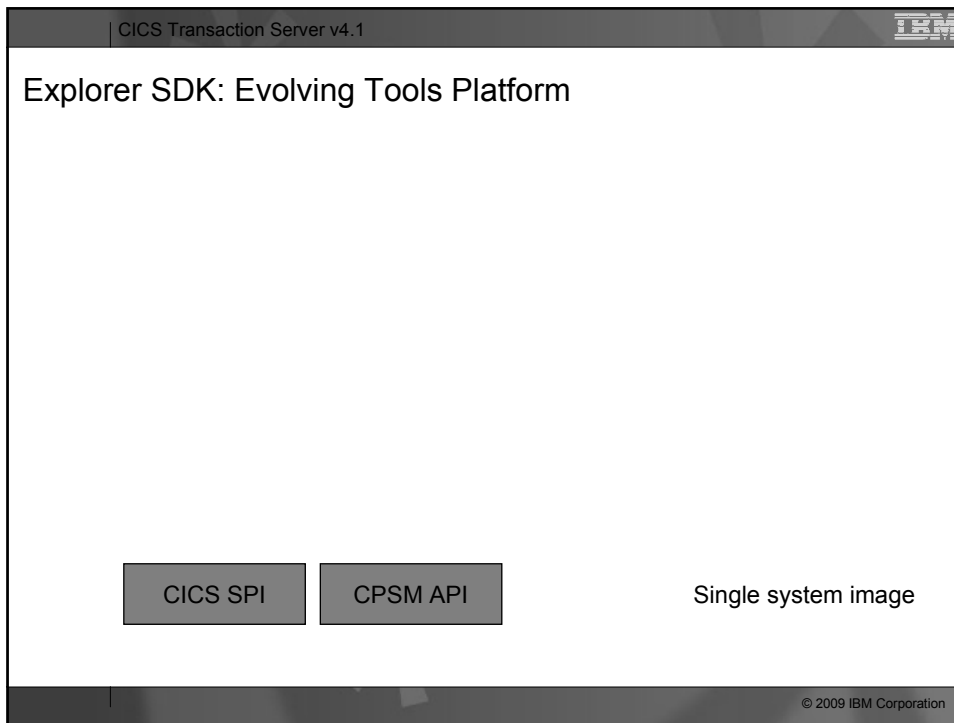 CICS Transaction Server v4.1
IBM
Explorer SDK: Evolving Tools Platform
CICS SPI
CPSM API
Single system image
© 2009 IBM Corporation